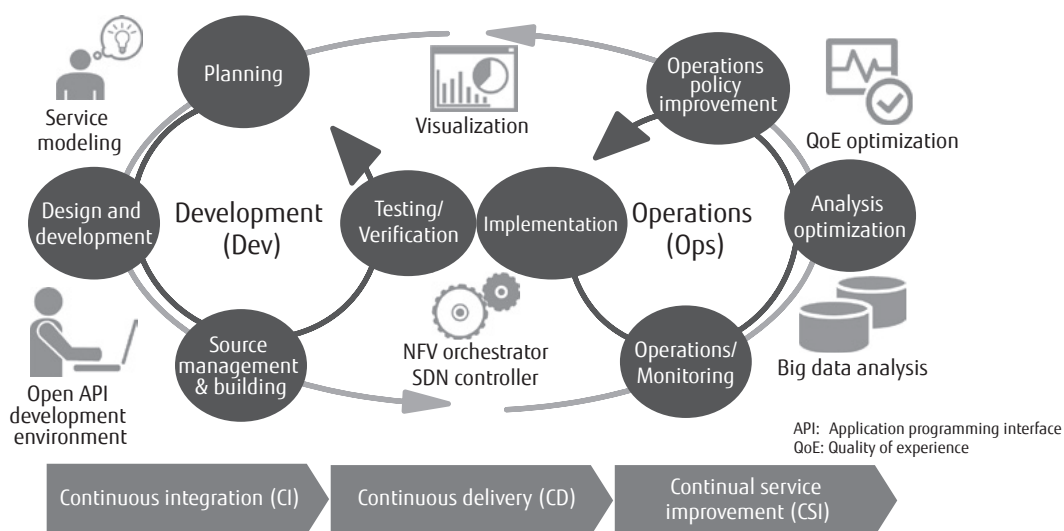 Planning
Operations
policy
improvement
Service
modeling
Visualization
QoE optimization
Design and
development
Development
(Dev)
Testing/
Verification
Implementation
Operations
(Ops)
Analysis
optimization
Source
management
& building
NFV orchestrator
SDN controller
Operations/
Monitoring
Big data analysis
Open API
development
environment
API: Application programming interface
QoE: Quality of experience
Continuous integration (CI)
Continuous delivery (CD)
Continual service
improvement (CSI)